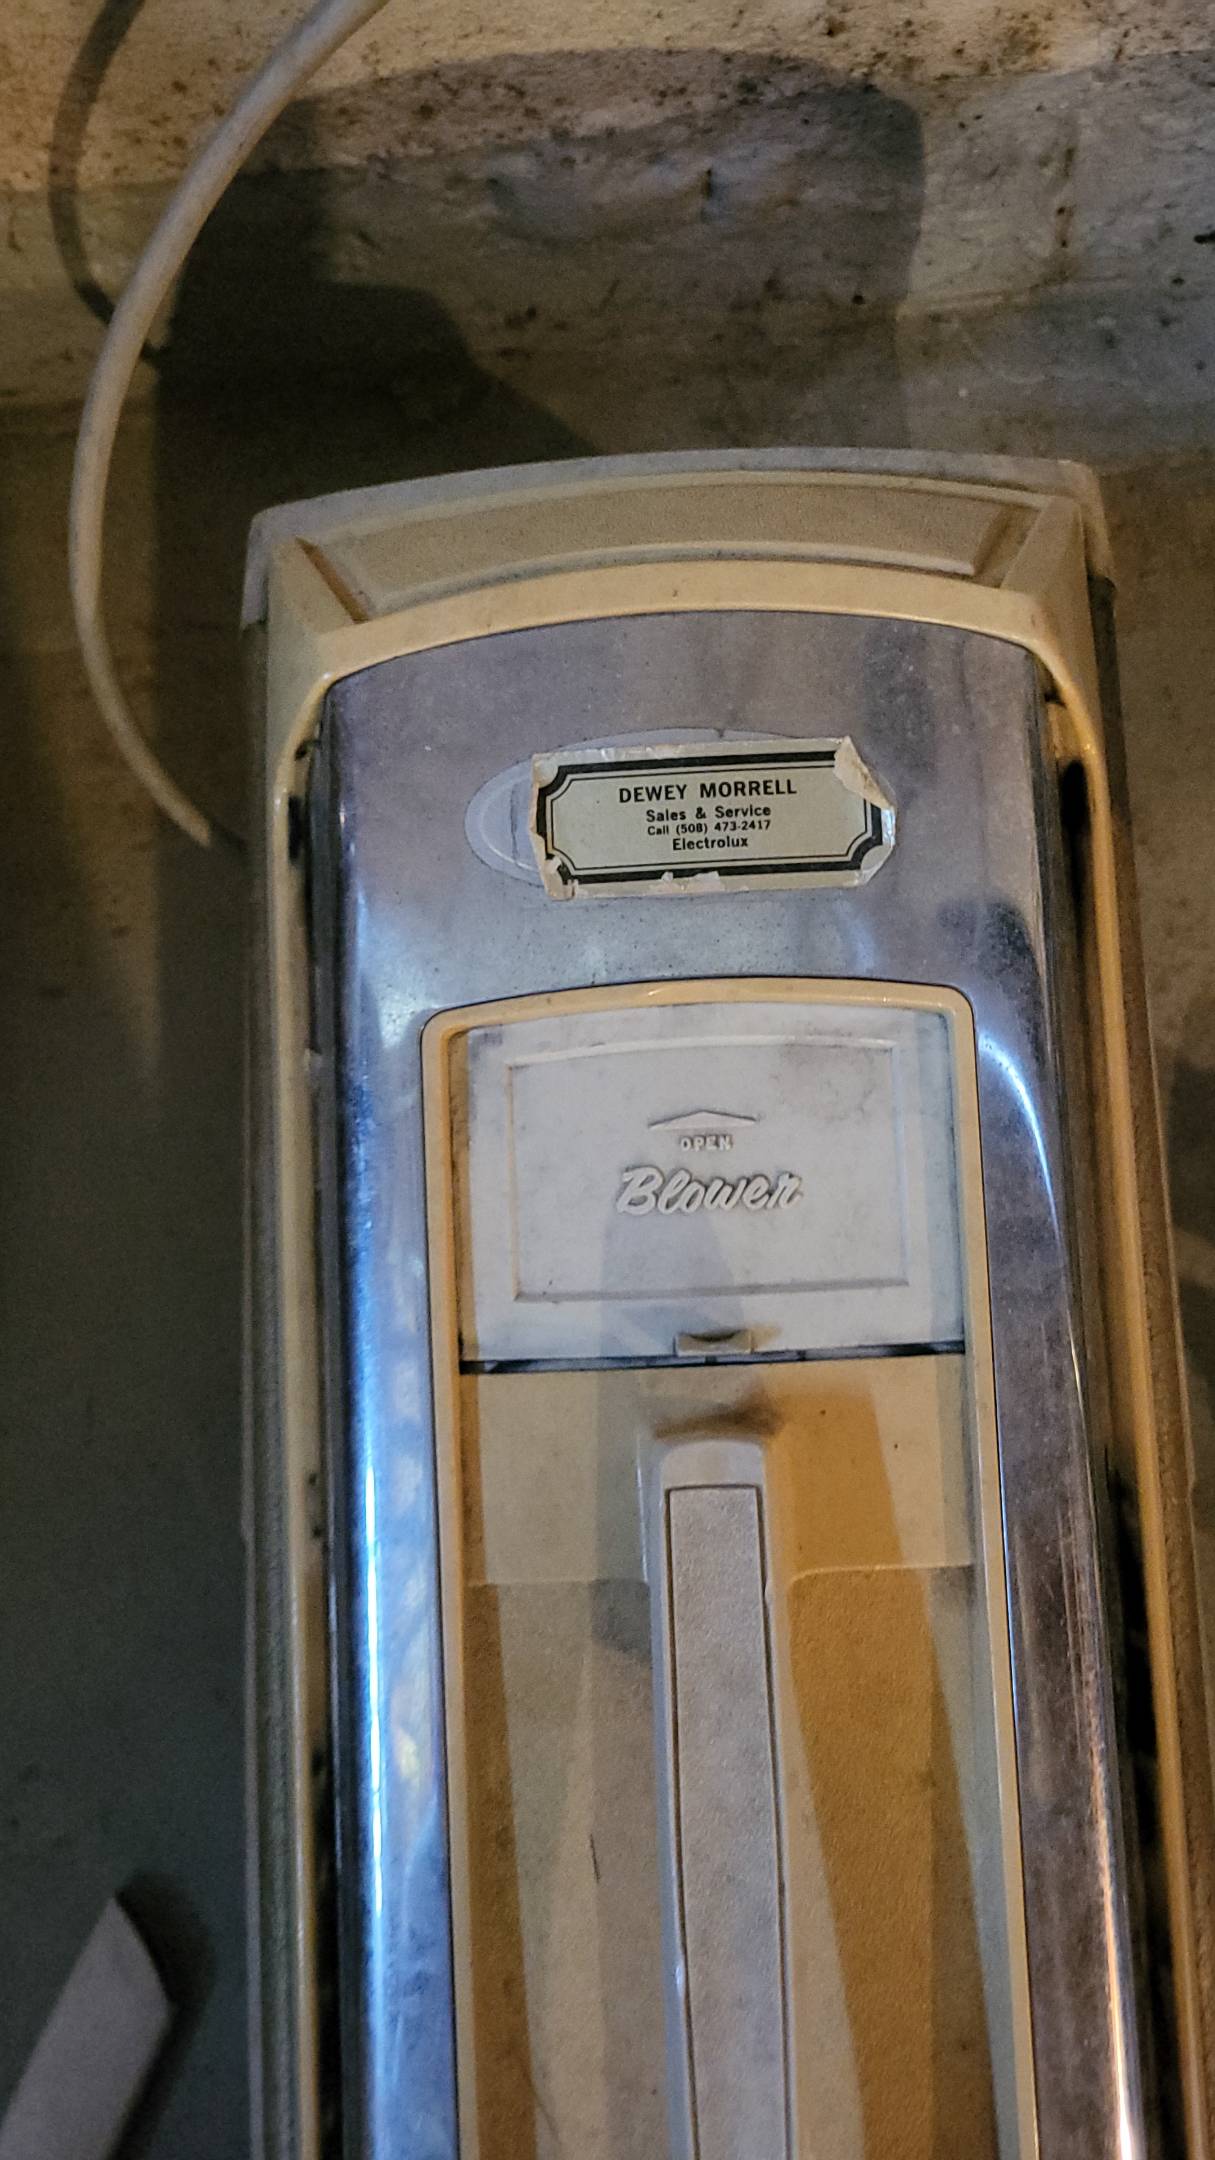 DEWEY MORRELL
Sales & Service
Call (508) 473-2417
Electrolux
OPEN
Blower